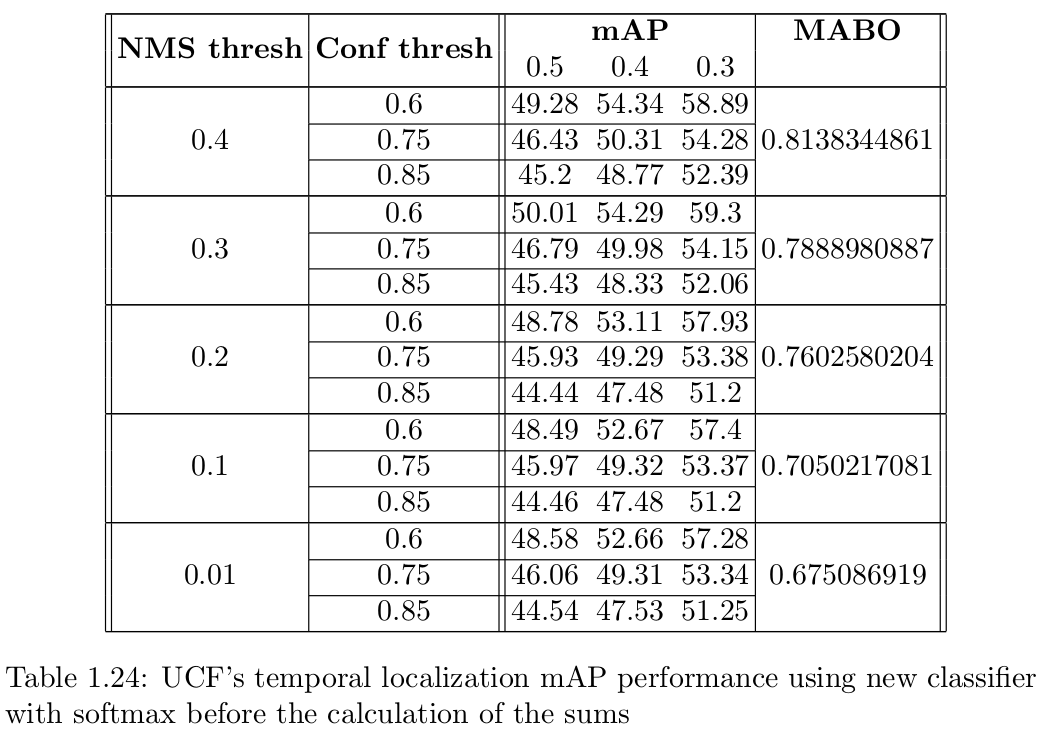 NMS thresh Conf thresh mAP MABO
0.5 0.4 0.3
0.4 0.6 49.28 54.34 58.89 0.8138344861
0.75 46.43 50.31 54.28
0.85 45.2 48.77 52.39
0.3 0.6 50.01 54.29 59.3 0.7888980887
0.75 46.79 49.98 54.15
0.85 45.43 48.33 52.06
0.2 0.6 48.78 53.11 57.93 0.7602580204
0.75 45.93 49.29 53.38
0.85 44.44 47.48 51.2
0.1 0.6 48.49 52.67 57.4 0.7050217081
0.75 45.97 49.32 53.37
0.85 44.46 47.48 51.2
0.01 0.6 48.58 52.66 57.28 0.675086919
0.75 46.06 49.31 53.34
0.85 44.54 47.53 51.25
Table 1.24: UCF's temporal localization mAP performance using new classifier
with softmax before the calculation of the sums